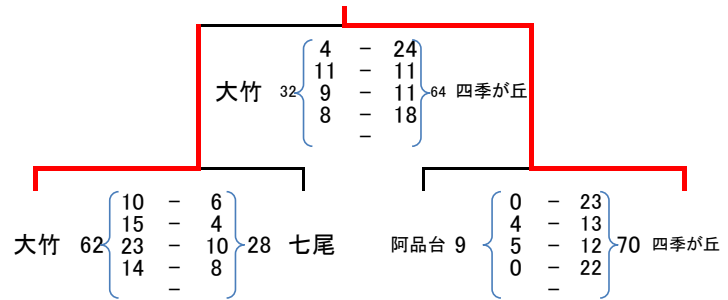 4 － 24
11 － 11
大竹 32 9 － 11 64 四季が丘
8 － 18
－
10 － 6
15 － 4
大竹 62 23 － 10 28 七尾
14 － 8
－
0 － 23
4 － 13
阿品台 9 5 － 12 70 四季が丘
0 － 22
－